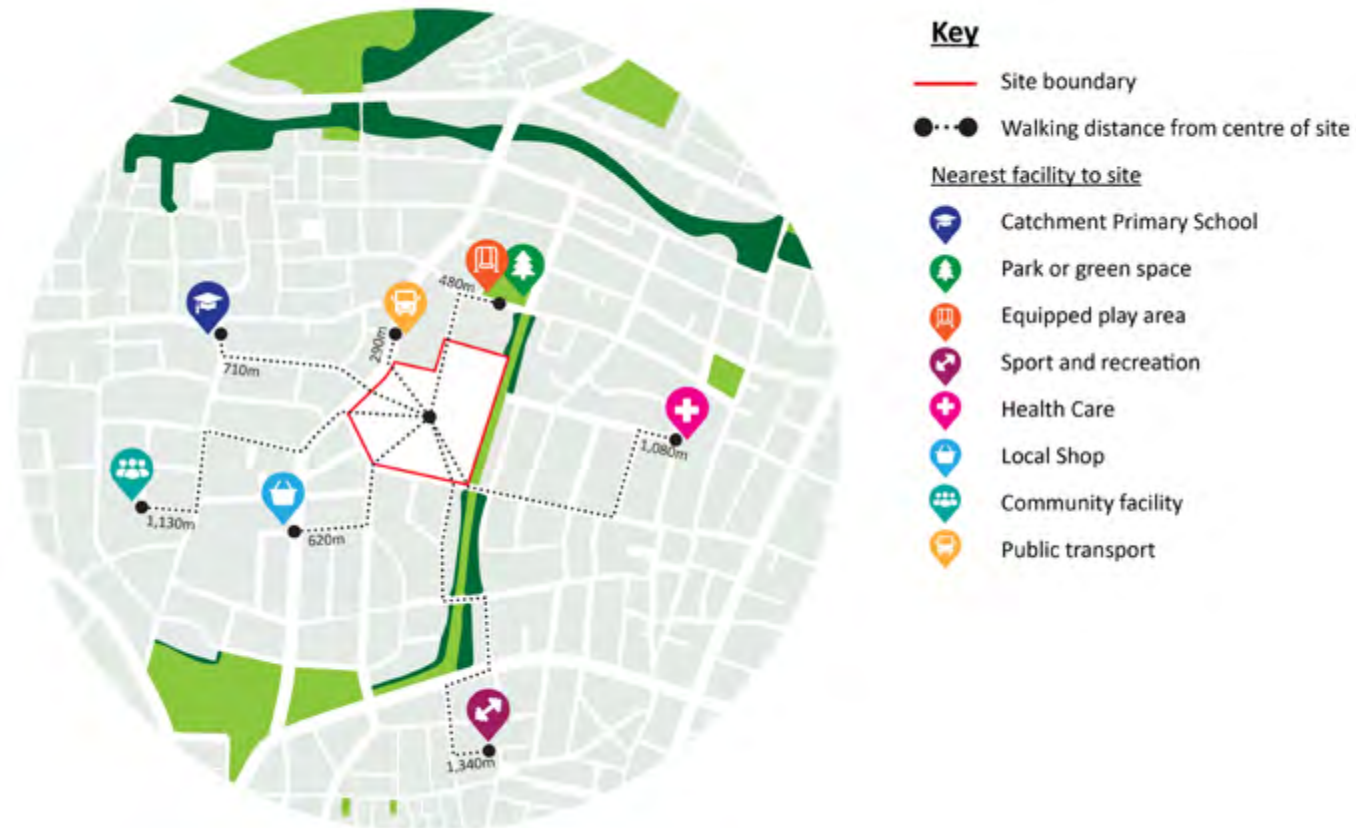 Key
Site boundary
Walking distance from centre of site
Nearest facility to site
Catchment Primary School
Park or green space
Equipped play area
Sport and recreation
Health Care
Local Shop
Community facility
Public transport
480m
290m
710m
1,080m
1,130m
620m
1,340m